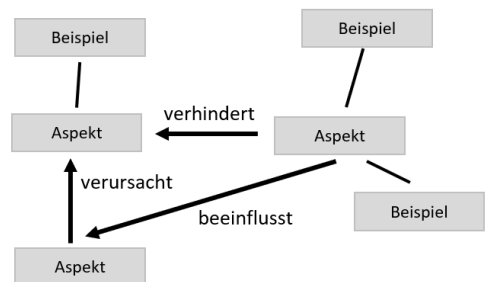 Beispiel
Beispiel
verhindert
Aspekt
Aspekt
verursacht
beeinflusst
Beispiel
Aspekt